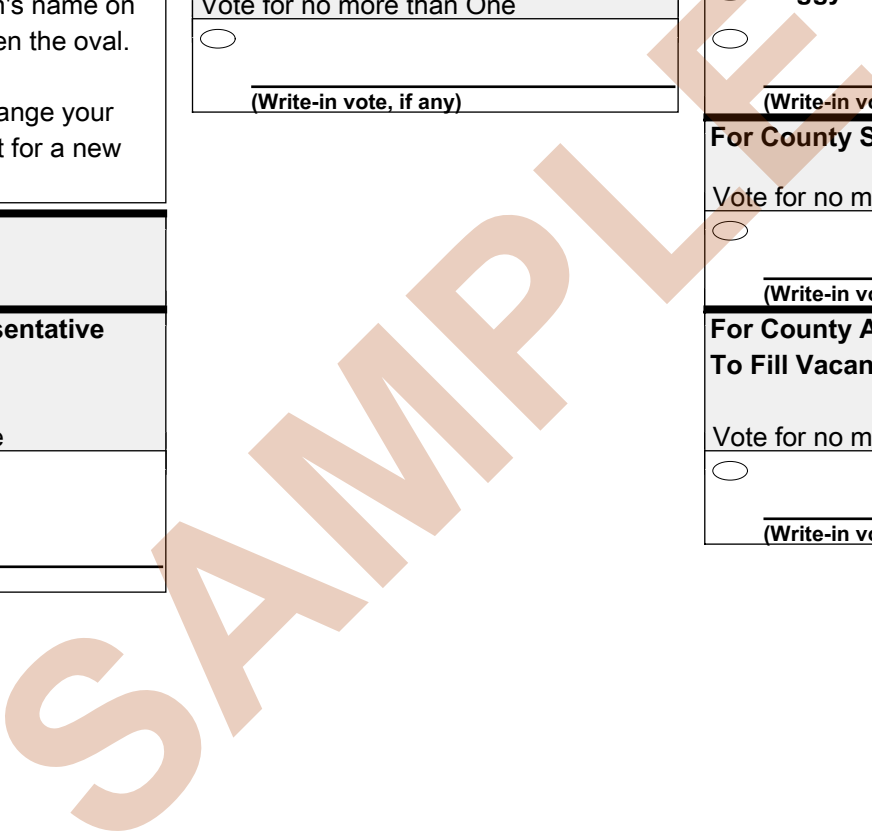 n's name on
en the oval.
ange your
t for a new
sentative
e
Vote for no more than One
(Write-in vote, if any)
(Write-in vo
For County S
Vote for no m
(Write-in vo
For County A
To Fill Vacan
Vote for no m
(Write-in vo
SAMPLE